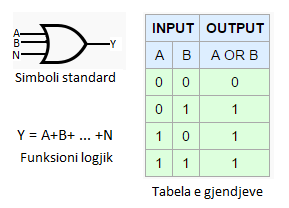 A
B
N
Y
Simboli standard
Y = A+B+ ... +N
Funksioni logjik
INPUT OUTPUT
A B A OR B
0 0 0
0 1 1
1 0 1
1 1 1
Tabela e gjendjeve